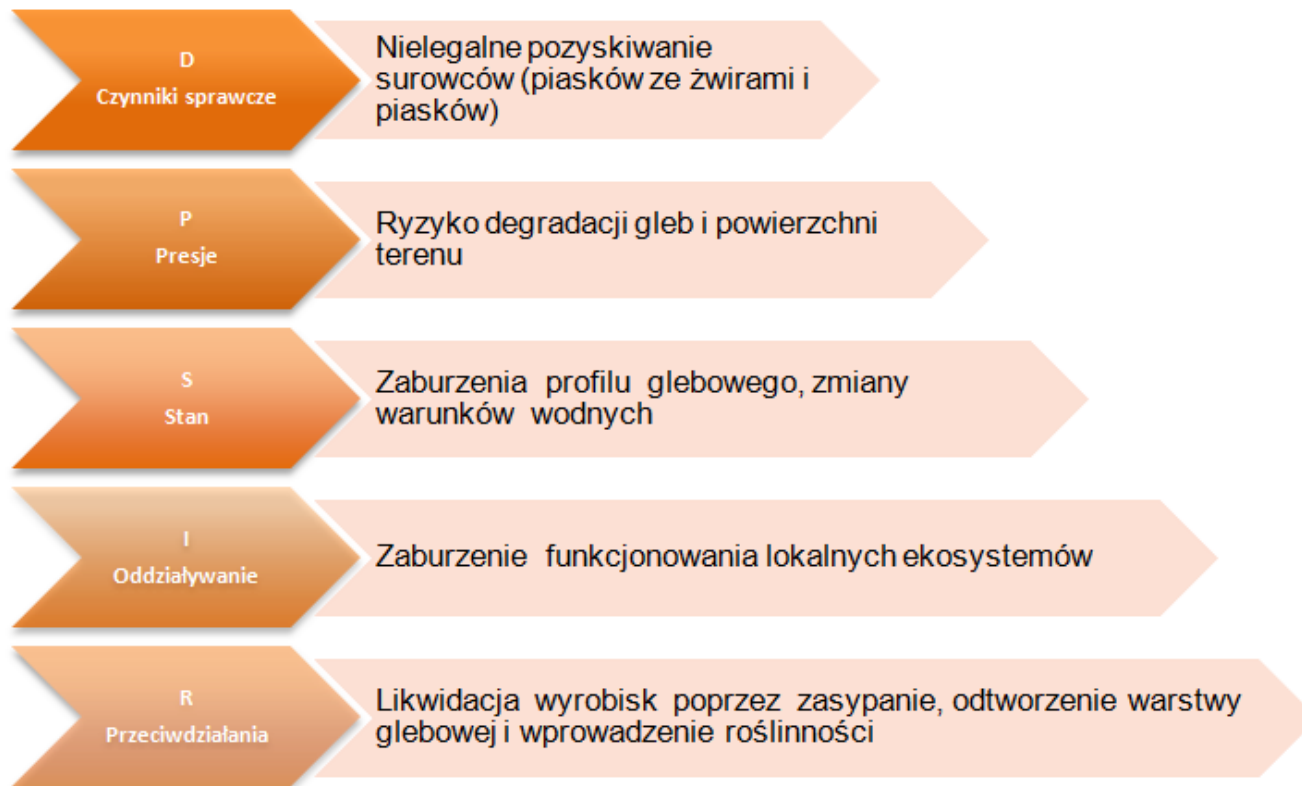 D
Czynniki sprawcze
Nielegalne pozyskiwanie
surowców (piasków ze żwirami i
piasków)
P
Presje
Ryzyko degradacji gleb i powierzchni
terenu
S
Stan
Zaburzenia profilu glebowego, zmiany
warunków wodnych
I
Oddziaływanie
Zaburzenie funkcjonowania lokalnych ekosystemów
R
Przeciwdziałania
Likwidacja wyrobisk poprzez zasypanie, odtworzenie warstwy
glebowej i wprowadzenie roślinności